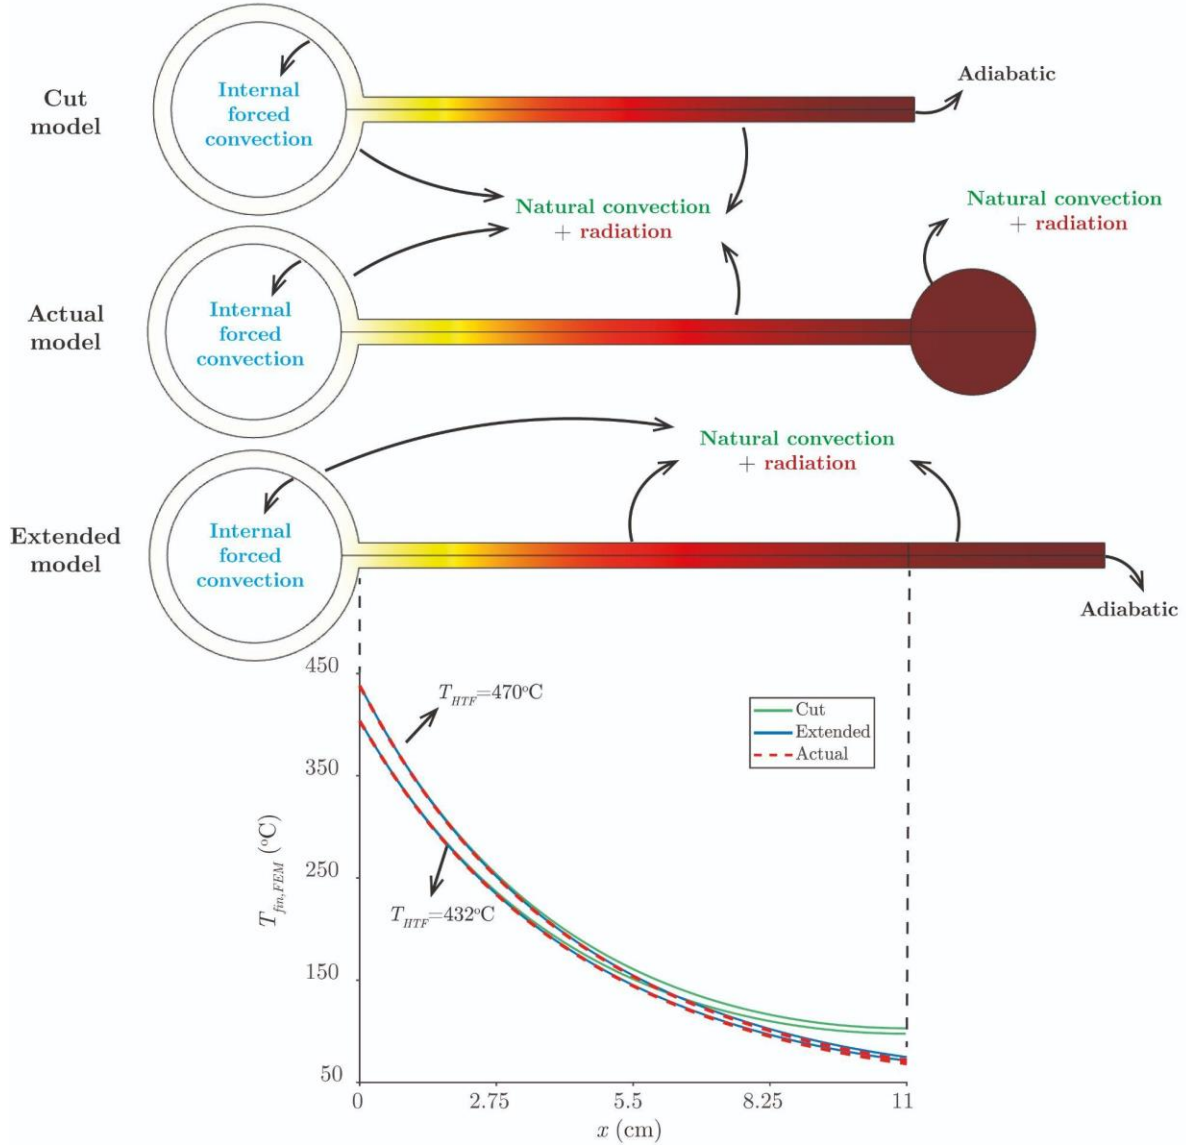 Cut
model
Internal
forced
convection
Adiabatic
Natural convection
+ radiation
Natural convection
+ radiation
Actual
model
Internal
forced
convection
Natural convection
+ radiation
Extended
model
Internal
forced
convection
Adiabatic
450
350
250
150
50
T_HTF=470°C
T_HTF=432°C
Cut
Extended
Actual
T_fin,FEM (°C)
0 2.75 5.5 8.25 11
x (cm)